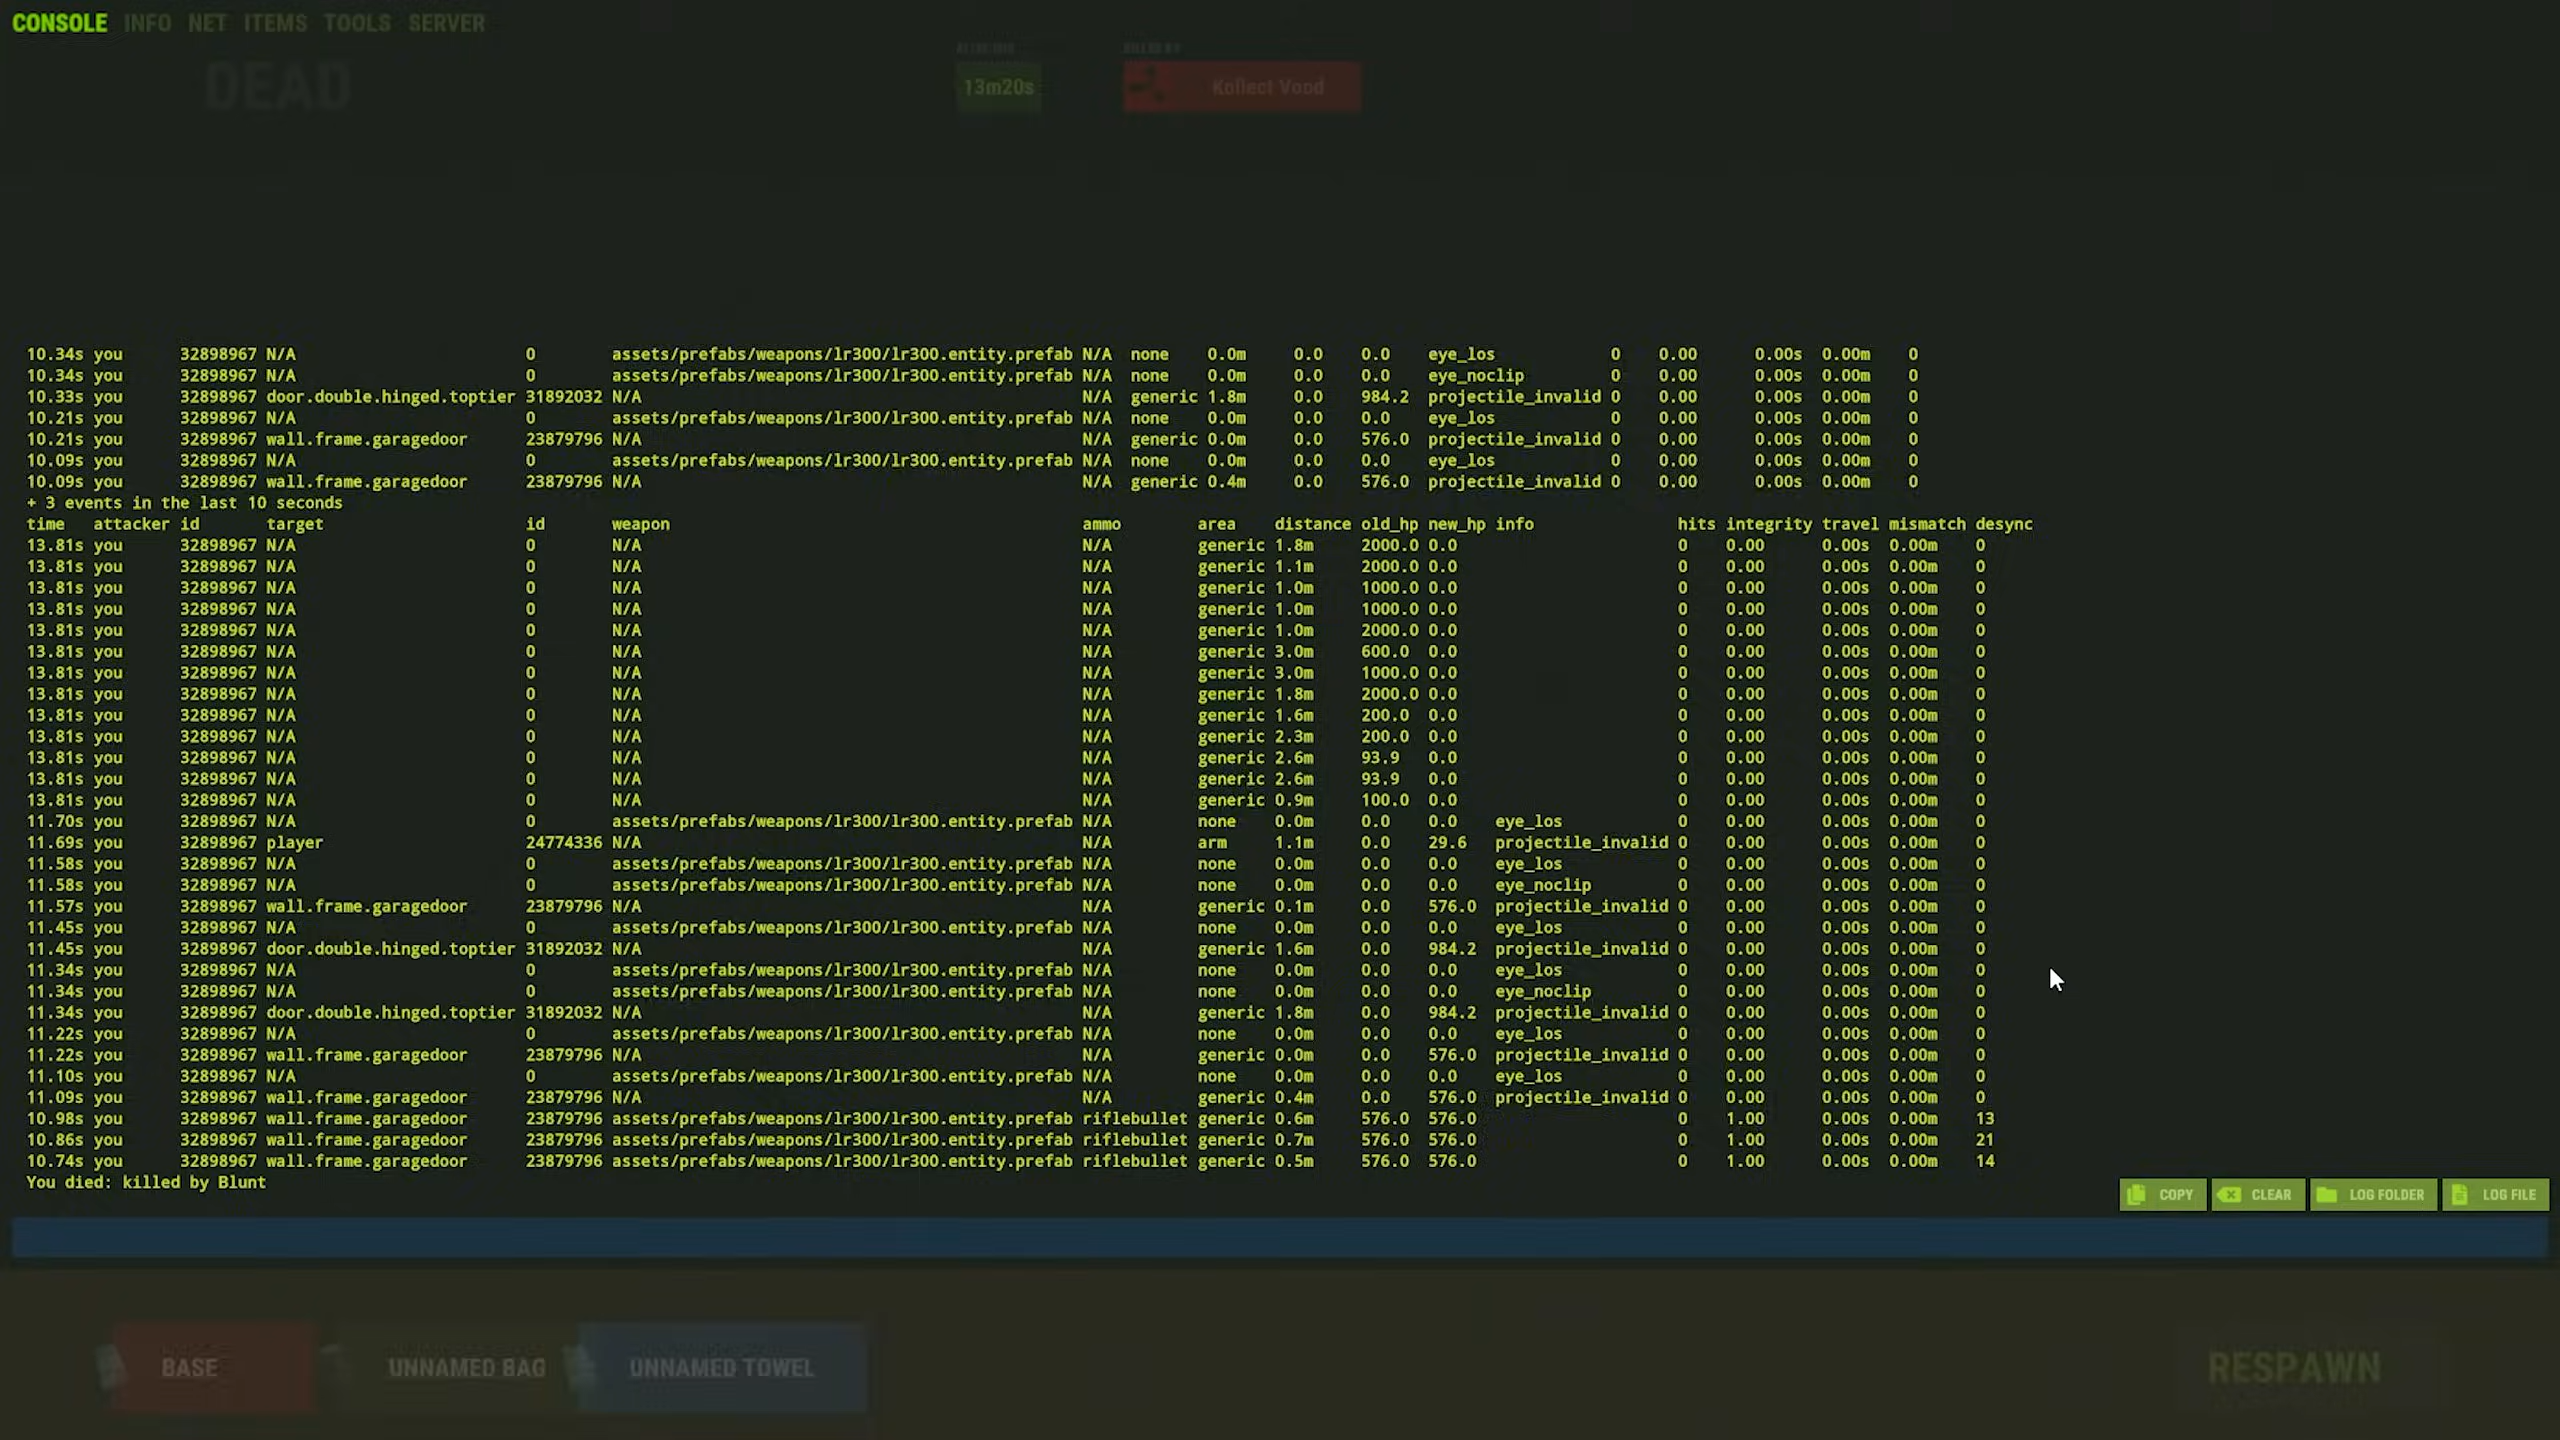 CONSOLE INFO NET ITEMS TOOLS SERVER
DEAD
13m20s
Kollect Vood
10.34s you 32898967 N/A 0 assets/prefabs/weapons/lr300/lr300.entity.prefab N/A none 0.0m 0.0 0.0 eye_los 0 0.00 0.00s 0.00m 0
10.34s you 32898967 N/A 0 assets/prefabs/weapons/lr300/lr300.entity.prefab N/A none 0.0m 0.0 0.0 eye_noclip 0 0.00 0.00s 0.00m 0
10.33s you 32898967 door.double.hinged.toptier 31892032 N/A N/A generic 1.8m 0.0 984.2 projectile_invalid 0 0.00 0.00s 0.00m 0
10.21s you 32898967 N/A 0 assets/prefabs/weapons/lr300/lr300.entity.prefab N/A none 0.0m 0.0 0.0 eye_los 0 0.00 0.00s 0.00m 0
10.21s you 32898967 wall.frame.garagedoor 23879796 N/A N/A generic 0.0m 0.0 576.0 projectile_invalid 0 0.00 0.00s 0.00m 0
10.09s you 32898967 N/A 0 assets/prefabs/weapons/lr300/lr300.entity.prefab N/A none 0.0m 0.0 0.0 eye_los 0 0.00 0.00s 0.00m 0
10.09s you 32898967 wall.frame.garagedoor 23879796 N/A N/A generic 0.4m 0.0 576.0 projectile_invalid 0 0.00 0.00s 0.00m 0
+ 3 events in the last 10 seconds
time attacker id target id weapon ammo area distance old_hp new_hp info hits integrity travel mismatch desync
13.81s you 32898967 N/A 0 N/A N/A generic 1.8m 2000.0 0.0 0 0.00 0.00s 0.00m 0
13.81s you 32898967 N/A 0 N/A N/A generic 1.1m 2000.0 0.0 0 0.00 0.00s 0.00m 0
13.81s you 32898967 N/A 0 N/A N/A generic 1.0m 1000.0 0.0 0 0.00 0.00s 0.00m 0
13.81s you 32898967 N/A 0 N/A N/A generic 1.0m 1000.0 0.0 0 0.00 0.00s 0.00m 0
13.81s you 32898967 N/A 0 N/A N/A generic 1.0m 2000.0 0.0 0 0.00 0.00s 0.00m 0
13.81s you 32898967 N/A 0 N/A N/A generic 3.0m 600.0 0.0 0 0.00 0.00s 0.00m 0
13.81s you 32898967 N/A 0 N/A N/A generic 3.0m 1000.0 0.0 0 0.00 0.00s 0.00m 0
13.81s you 32898967 N/A 0 N/A N/A generic 1.8m 2000.0 0.0 0 0.00 0.00s 0.00m 0
13.81s you 32898967 N/A 0 N/A N/A generic 1.6m 200.0 0.0 0 0.00 0.00s 0.00m 0
13.81s you 32898967 N/A 0 N/A N/A generic 2.3m 200.0 0.0 0 0.00 0.00s 0.00m 0
13.81s you 32898967 N/A 0 N/A N/A generic 2.6m 93.9 0.0 0 0.00 0.00s 0.00m 0
13.81s you 32898967 N/A 0 N/A N/A generic 2.6m 93.9 0.0 0 0.00 0.00s 0.00m 0
13.81s you 32898967 N/A 0 N/A N/A generic 0.9m 100.0 0.0 0 0.00 0.00s 0.00m 0
11.70s you 32898967 N/A 0 assets/prefabs/weapons/lr300/lr300.entity.prefab N/A none 0.0m 0.0 0.0 eye_los 0 0.00 0.00s 0.00m 0
11.69s you 32898967 player 24774336 N/A N/A arm 1.1m 0.0 29.6 projectile_invalid 0 0.00 0.00s 0.00m 0
11.58s you 32898967 N/A 0 assets/prefabs/weapons/lr300/lr300.entity.prefab N/A none 0.0m 0.0 0.0 eye_los 0 0.00 0.00s 0.00m 0
11.58s you 32898967 N/A 0 assets/prefabs/weapons/lr300/lr300.entity.prefab N/A none 0.0m 0.0 0.0 eye_noclip 0 0.00 0.00s 0.00m 0
11.57s you 32898967 wall.frame.garagedoor 23879796 N/A N/A generic 0.1m 0.0 576.0 projectile_invalid 0 0.00 0.00s 0.00m 0
11.45s you 32898967 N/A 0 assets/prefabs/weapons/lr300/lr300.entity.prefab N/A none 0.0m 0.0 0.0 eye_los 0 0.00 0.00s 0.00m 0
11.45s you 32898967 door.double.hinged.toptier 31892032 N/A N/A generic 1.6m 0.0 984.2 projectile_invalid 0 0.00 0.00s 0.00m 0
11.34s you 32898967 N/A 0 assets/prefabs/weapons/lr300/lr300.entity.prefab N/A none 0.0m 0.0 0.0 eye_los 0 0.00 0.00s 0.00m 0
11.34s you 32898967 N/A 0 assets/prefabs/weapons/lr300/lr300.entity.prefab N/A none 0.0m 0.0 0.0 eye_noclip 0 0.00 0.00s 0.00m 0
11.34s you 32898967 door.double.hinged.toptier 31892032 N/A N/A generic 1.8m 0.0 984.2 projectile_invalid 0 0.00 0.00s 0.00m 0
11.22s you 32898967 N/A 0 assets/prefabs/weapons/lr300/lr300.entity.prefab N/A none 0.0m 0.0 0.0 eye_los 0 0.00 0.00s 0.00m 0
11.22s you 32898967 wall.frame.garagedoor 23879796 N/A N/A generic 0.0m 0.0 576.0 projectile_invalid 0 0.00 0.00s 0.00m 0
11.10s you 32898967 N/A 0 assets/prefabs/weapons/lr300/lr300.entity.prefab N/A none 0.0m 0.0 0.0 eye_los 0 0.00 0.00s 0.00m 0
11.09s you 32898967 wall.frame.garagedoor 23879796 N/A N/A generic 0.4m 0.0 576.0 projectile_invalid 0 0.00 0.00s 0.00m 0
10.98s you 32898967 wall.frame.garagedoor 23879796 assets/prefabs/weapons/lr300/lr300.entity.prefab riflebullet generic 0.6m 576.0 576.0 0 1.00 0.00s 0.00m 13
10.86s you 32898967 wall.frame.garagedoor 23879796 assets/prefabs/weapons/lr300/lr300.entity.prefab riflebullet generic 0.7m 576.0 576.0 0 1.00 0.00s 0.00m 21
10.74s you 32898967 wall.frame.garagedoor 23879796 assets/prefabs/weapons/lr300/lr300.entity.prefab riflebullet generic 0.5m 576.0 576.0 0 1.00 0.00s 0.00m 14
You died: killed by Blunt
COPY CLEAR LOG FOLDER LOG FILE
BASE UNNAMED BAG UNNAMED TOWEL RESPAWN